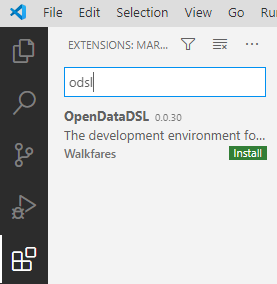 File Edit Selection View Go Ru
EXTENSIONS: MAR...
odsl
OpenDataDSL 0.0.30
The development environment fo...
Walkfares Install